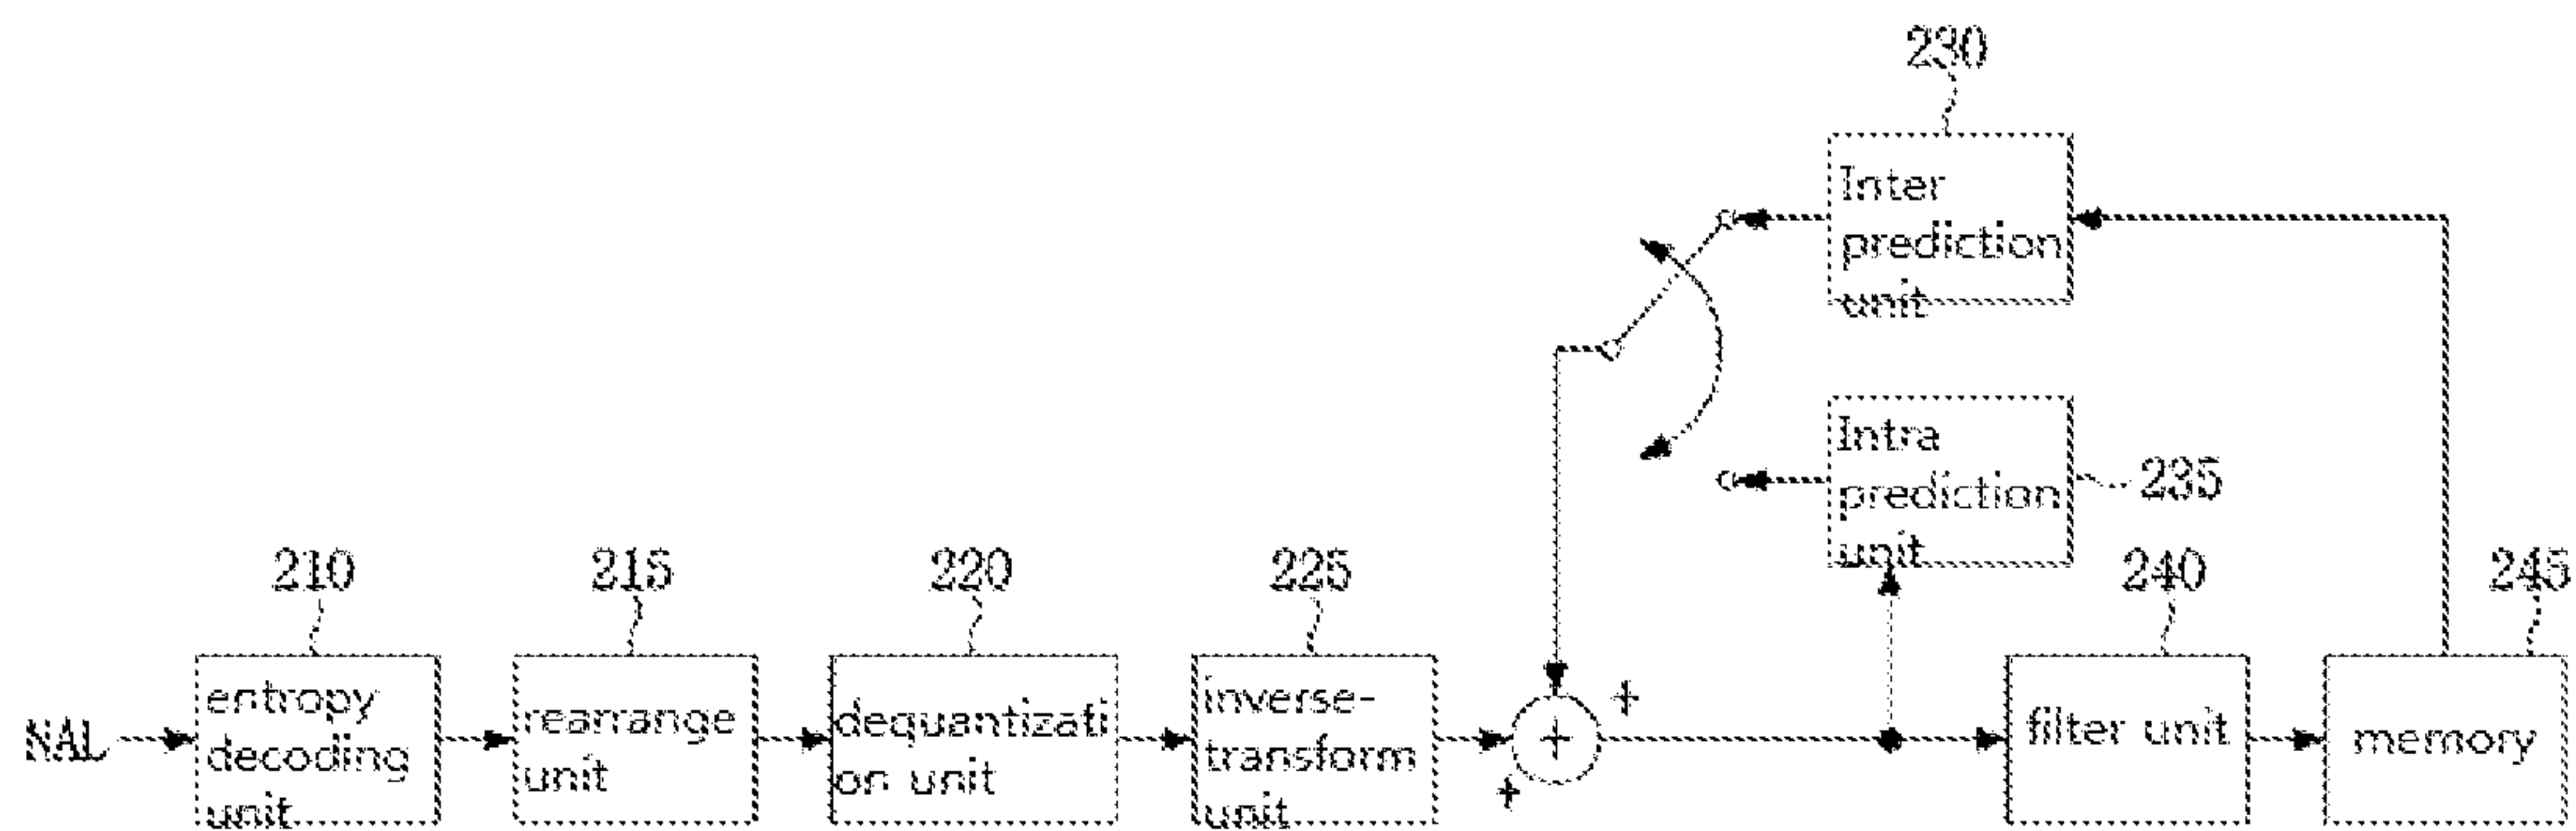 230
Inter
prediction
unit
Intra
prediction
unit
235
210
215
220
225
240
245
NAL
entropy
decoding
unit
rearrange
unit
dequantizati
on unit
inverse-
transform
unit
+
+
+
filter unit
memory